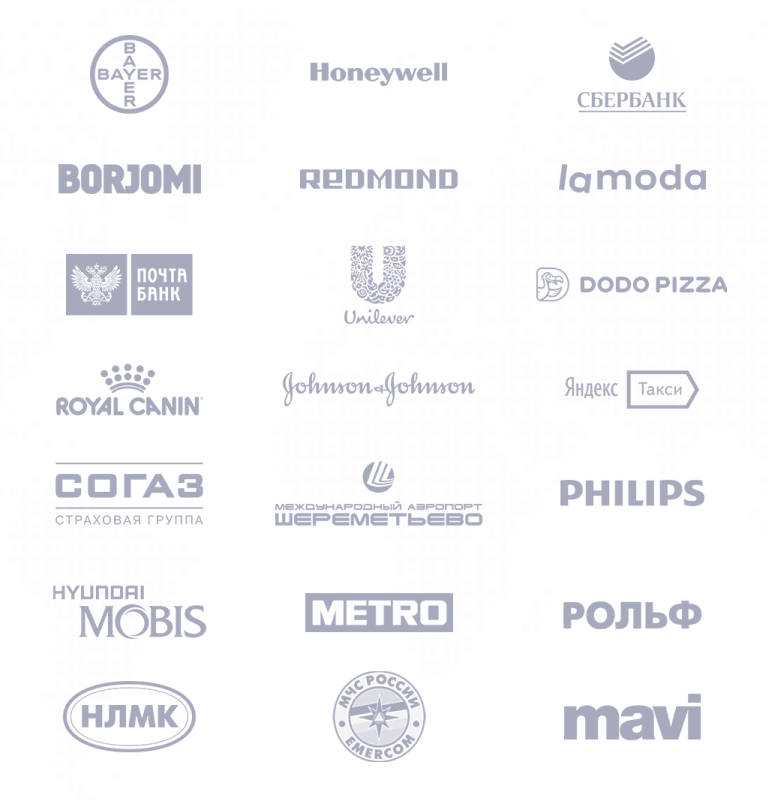 BAYER
BAYER
Honeywell
СБЕРБАНК
BORJOMI
REDMOND
lamoda
ПОЧТА
БАНК
Unilever
DODO PIZZA
ROYAL CANIN
Johnson & Johnson
Яндекс Такси
СОГАЗ
СТРАХОВАЯ ГРУППА
МЕЖДУНАРОДНЫЙ АЭРОПОРТ
ШЕРЕМЕТЬЕВО
PHILIPS
HYUNDAI
MOBIS
METRO
РОЛЬФ
НЛМК
МЧС РОССИИ
EMERCOM
mavi